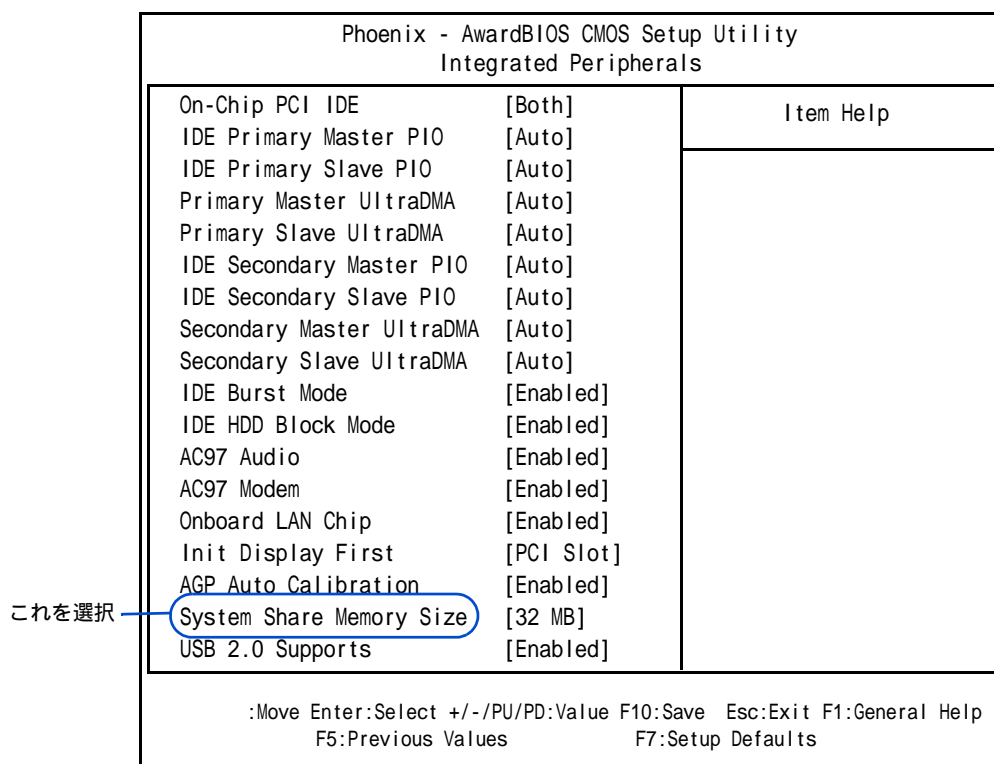 Phoenix - AwardBIOS CMOS Setup Utility
Integrated Peripherals
On-Chip PCI IDE [Both]
IDE Primary Master PIO [Auto]
IDE Primary Slave PIO [Auto]
Primary Master UltraDMA [Auto]
Primary Slave UltraDMA [Auto]
IDE Secondary Master PIO [Auto]
IDE Secondary Slave PIO [Auto]
Secondary Master UltraDMA [Auto]
Secondary Slave UltraDMA [Auto]
IDE Burst Mode [Enabled]
IDE HDD Block Mode [Enabled]
AC97 Audio [Enabled]
AC97 Modem [Enabled]
Onboard LAN Chip [Enabled]
Init Display First [PCI Slot]
AGP Auto Calibration [Enabled]
これを選択
System Share Memory Size [32 MB]
USB 2.0 Supports [Enabled]
Item Help
:Move Enter:Select +/-/PU/PD:Value F10:Save Esc:Exit F1:General Help
F5:Previous Values F7:Setup Defaults